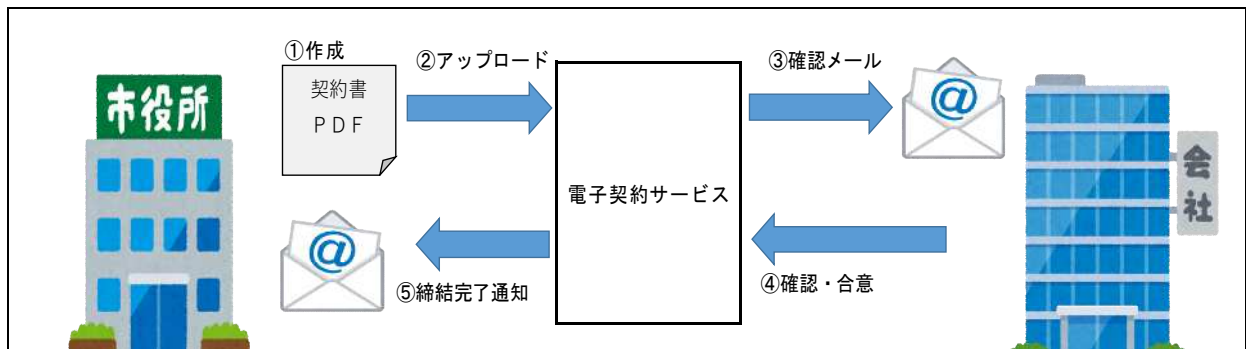 ①作成
②アップロード
③確認メール
市役所
契約書
ＰＤＦ
@
電子契約サービス
会社
@
⑤締結完了通知
④確認・合意